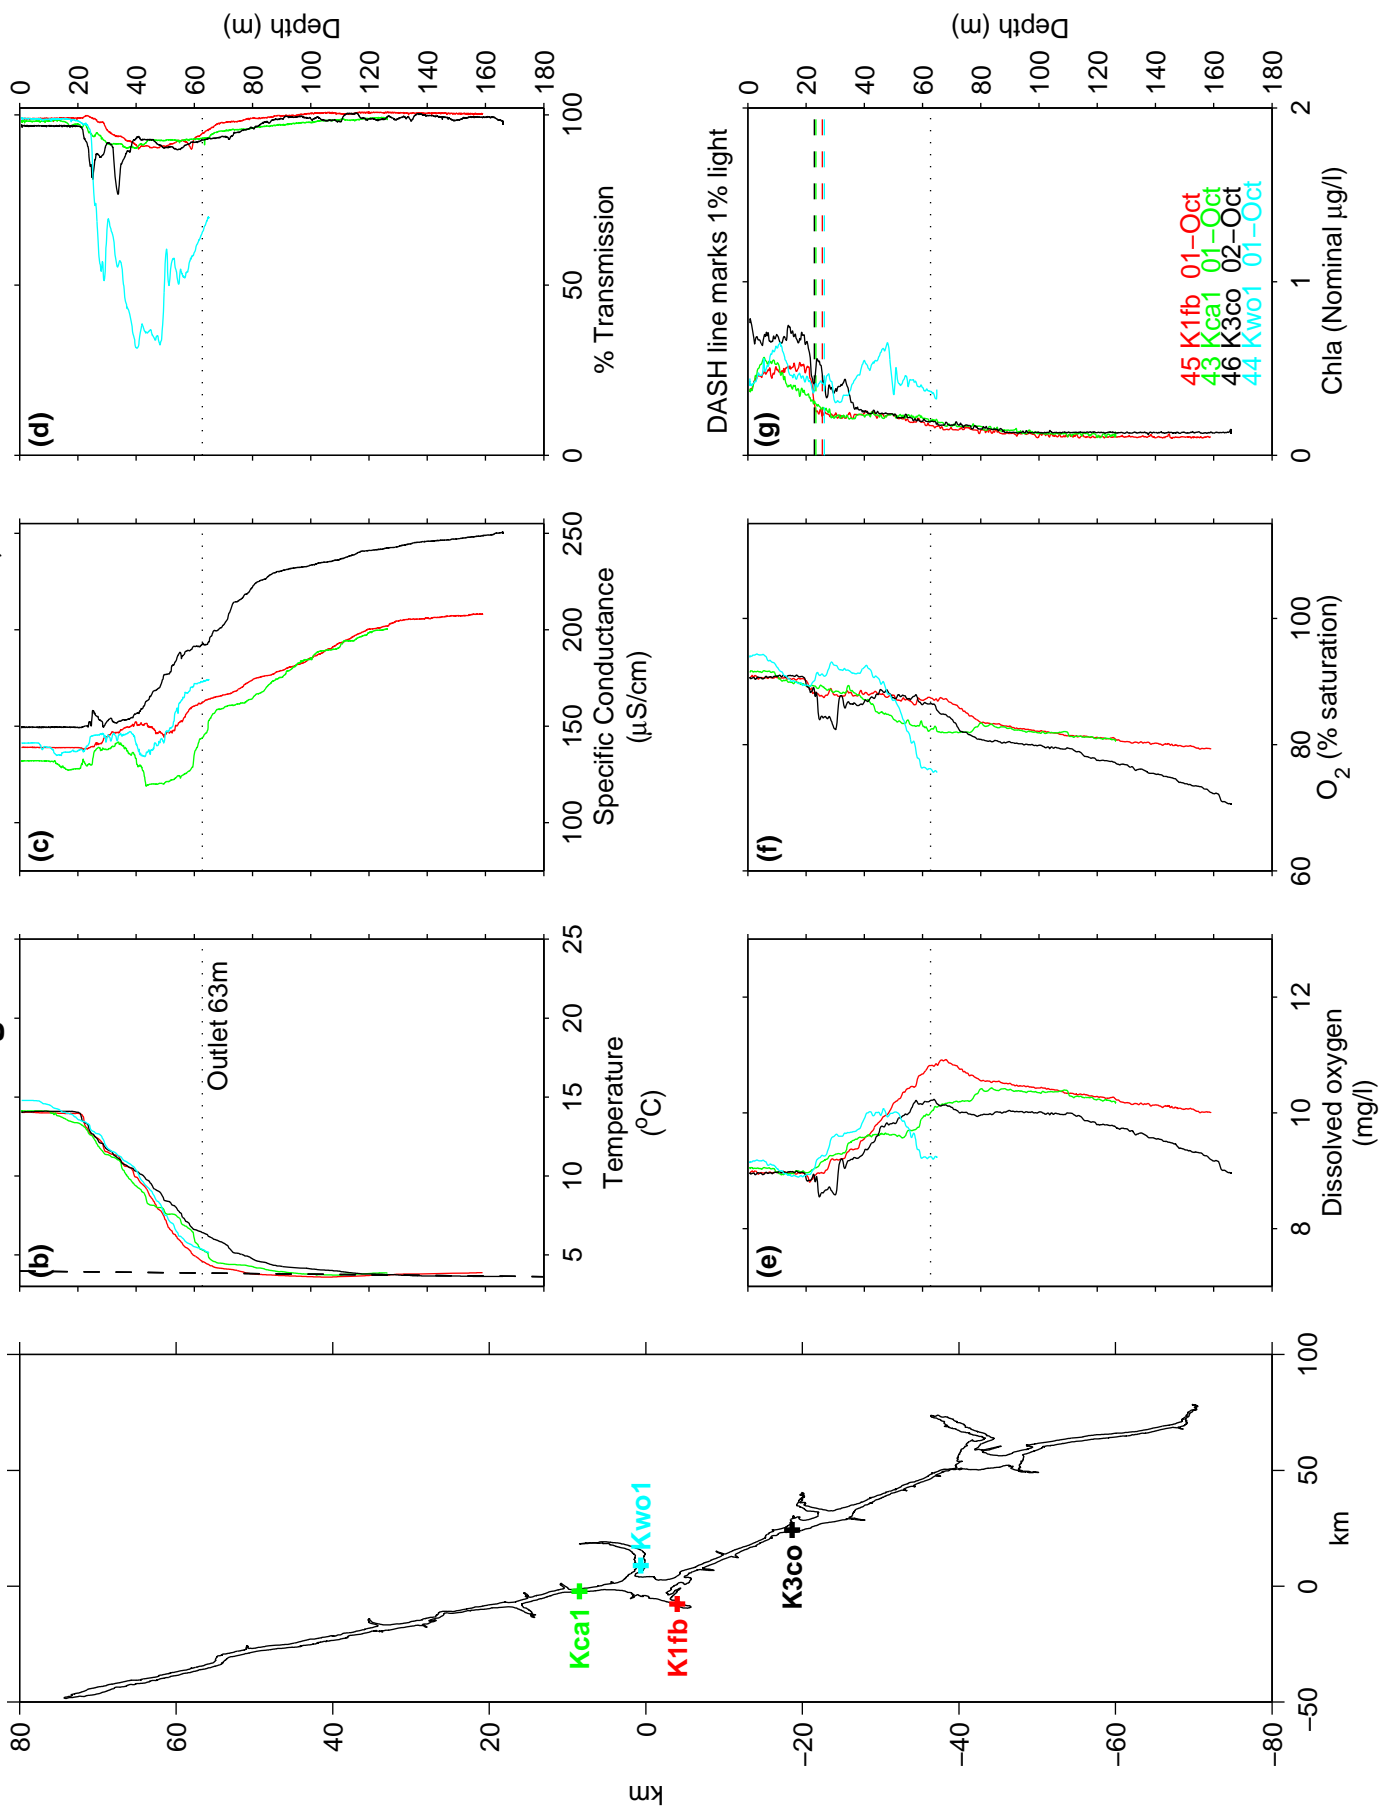 80
60
40
20
0
−20
−40
−60
−80
km
−50
0
50
100
km
Kca1
Kwo1
K1fb
K3co
(b)
Outlet 63m
5
10
15
20
25
Temperature
(°C)
(c)
100
150
200
250
Specific Conductance
(µS/cm)
(d)
0
50
100
% Transmission
0
20
40
60
80
100
120
140
160
180
Depth (m)
(e)
8
10
12
Dissolved oxygen
(mg/l)
(f)
60
80
100
O₂ (% saturation)
DASH line marks 1% light
(g)
45 K1fb 01−Oct
43 Kca1 01−Oct
46 K3co 02−Oct
44 Kwo1 01−Oct
0
1
2
Chla (Nominal µg/l)
0
20
40
60
80
100
120
140
160
180
Depth (m)